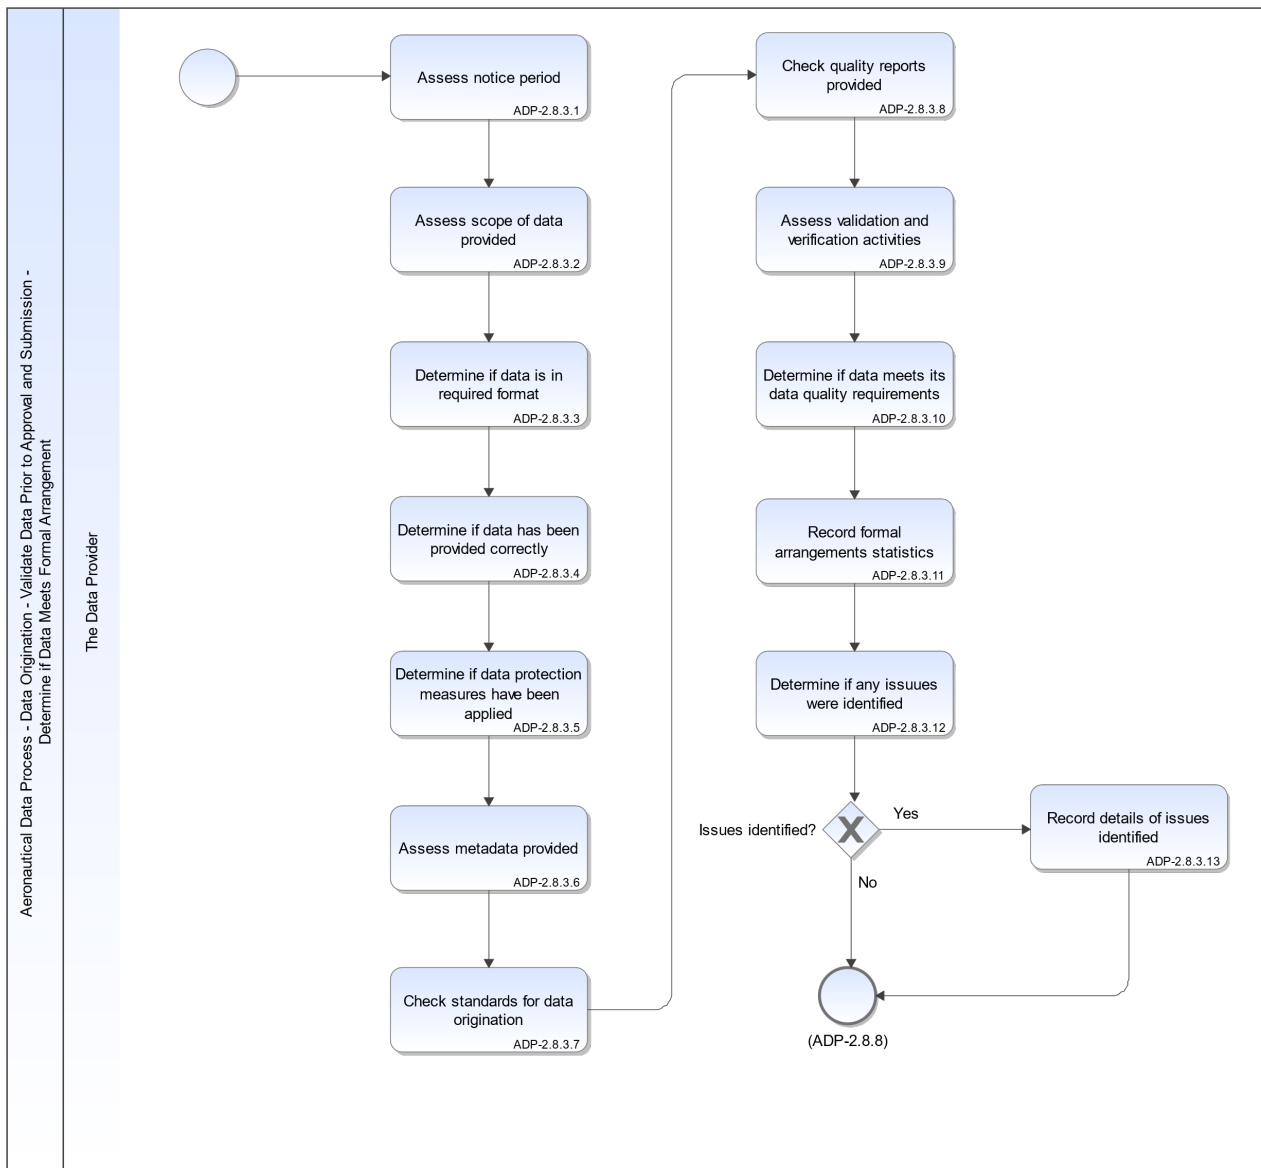 Aeronautical Data Process - Data Origination - Validate Data Prior to Approval and Submission -
Determine if Data Meets Formal Arrangement
The Data Provider
Assess notice period
ADP-2.8.3.1
Assess scope of data
provided
ADP-2.8.3.2
Determine if data is in
required format
ADP-2.8.3.3
Determine if data has been
provided correctly
ADP-2.8.3.4
Determine if data protection
measures have been
applied
ADP-2.8.3.5
Assess metadata provided
ADP-2.8.3.6
Check standards for data
origination
ADP-2.8.3.7
Check quality reports
provided
ADP-2.8.3.8
Assess validation and
verification activities
ADP-2.8.3.9
Determine if data meets its
data quality requirements
ADP-2.8.3.10
Record formal
arrangements statistics
ADP-2.8.3.11
Determine if any issuues
were identified
ADP-2.8.3.12
Issues identified?
X
Yes
No
Record details of issues
identified
ADP-2.8.3.13
(ADP-2.8.8)